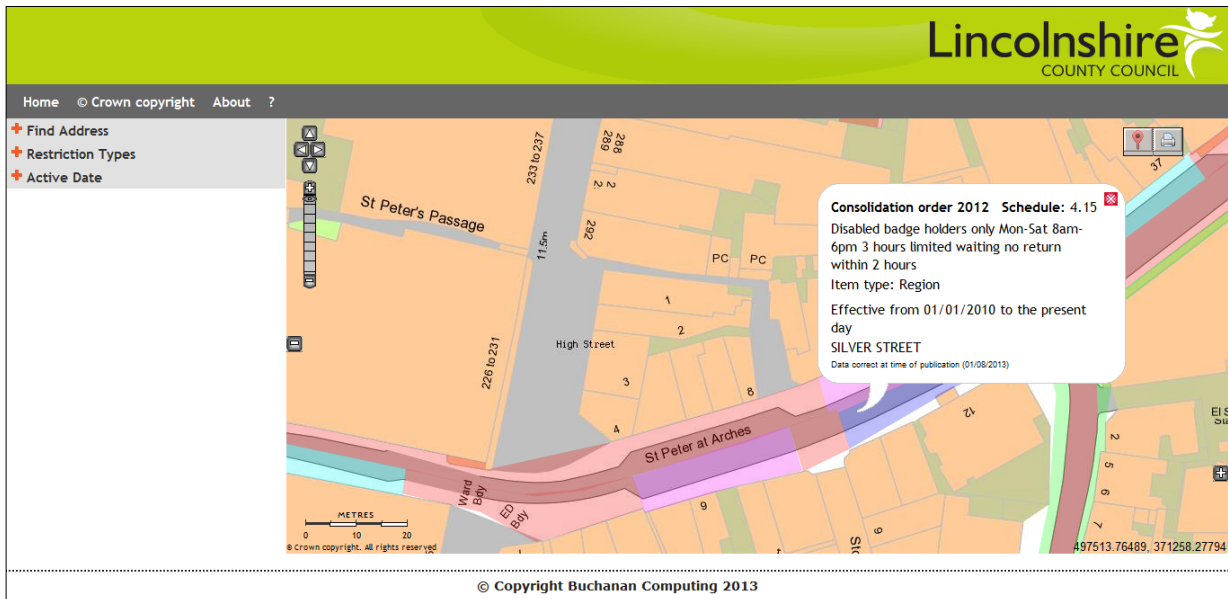 Lincolnshire
COUNTY COUNCIL
Home © Crown copyright About ?
Find Address
Restriction Types
Active Date
St Peter's Passage
233 to 237
11.5m
289
288
2
2
292
PC PC
37
1
2
High Street
3
226 to 231
8
4
St Peter at Arches
12
Consolidation order 2012 Schedule: 4.15
Disabled badge holders only Mon-Sat 8am-
6pm 3 hours limited waiting no return
within 2 hours
Item type: Region
Effective from 01/01/2010 to the present
day
SILVER STREET
Data correct at time of publication (01/08/2013)
Ward
Bdy
ED
Bdy
9
9
2
5
6
7
METRES
0 10 20
© Crown copyright. All rights reserved
497513.76489, 371258.27794
© Copyright Buchanan Computing 2013